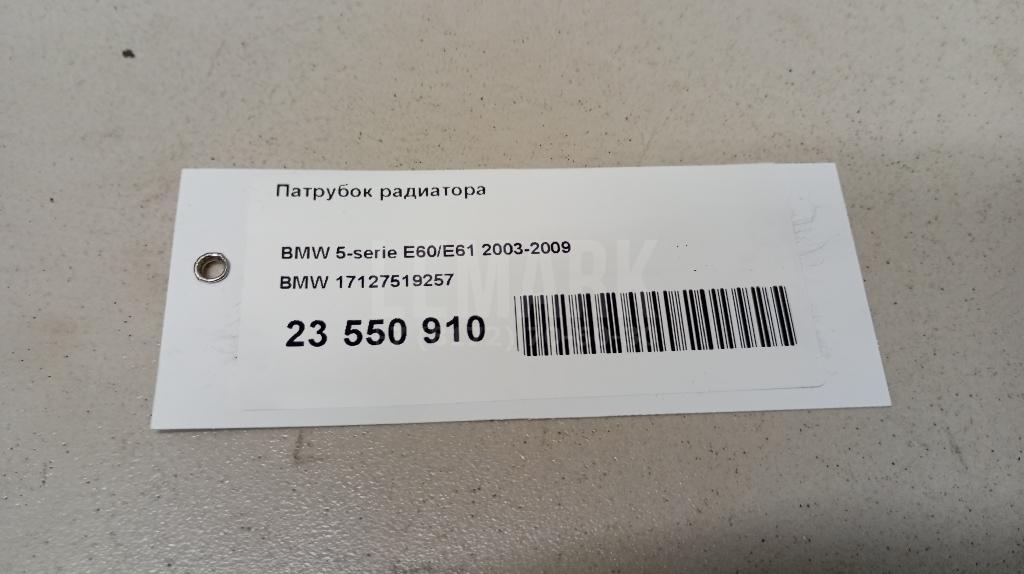 Патрубок радиатора
BMW 5-serie E60/E61 2003-2009
BMW 17127519257
23 550 910